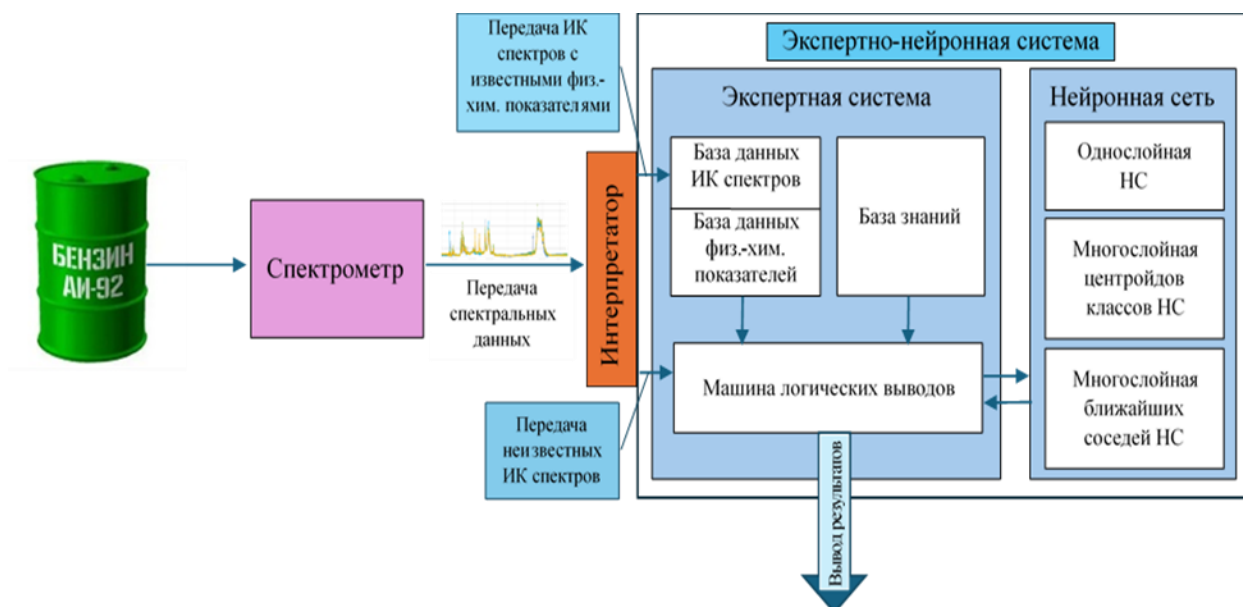 Передача ИК
спектров с
известными физ.-
хим. показателями
Экспертно-нейронная система
Экспертная система
Нейронная сеть
База данных
ИК спектров
База данных
физ.-хим.
показателей
База знаний
Однослойная
НС
Многослойная
центройдов
классов НС
Многослойная
ближайших
соседей НС
БЕНЗИН
АИ-92
Спектрометр
Передача
спектральных
данных
Интерпретатор
Машина логических выводов
Передача
неизвестных
ИК спектров
Вывод результатов